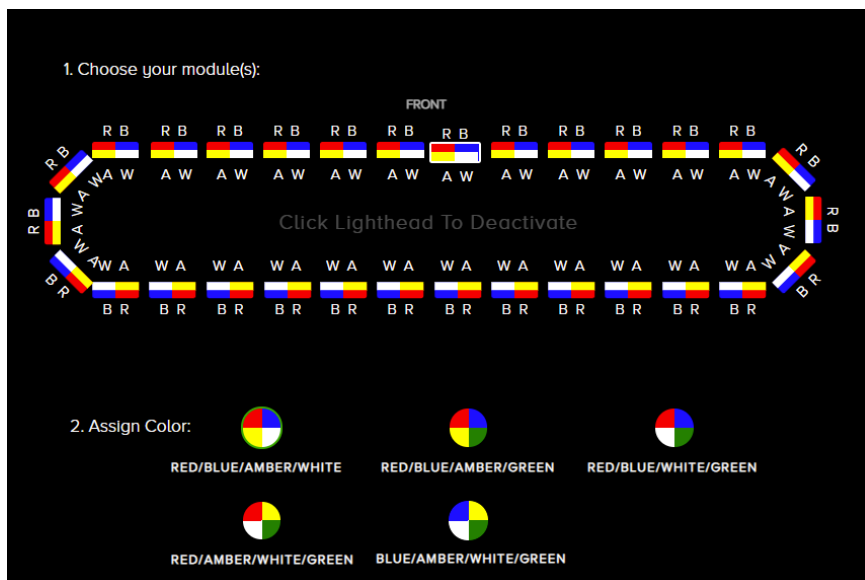 1. Choose your module(s):
FRONT
R B R B R B R B R B R B R B R B R B R B R B R B
R B R B
A W A W A W A W A W A W A W A W A W A W A W A W
A W A W
R B A W A W R B
Click Lighthead To Deactivate
W A W A
W A W A W A W A W A W A W A W A W A W A W A W A
B R B R
B R B R B R B R B R B R B R B R B R B R B R B R
2. Assign Color:
RED/BLUE/AMBER/WHITE RED/BLUE/AMBER/GREEN RED/BLUE/WHITE/GREEN
RED/AMBER/WHITE/GREEN BLUE/AMBER/WHITE/GREEN